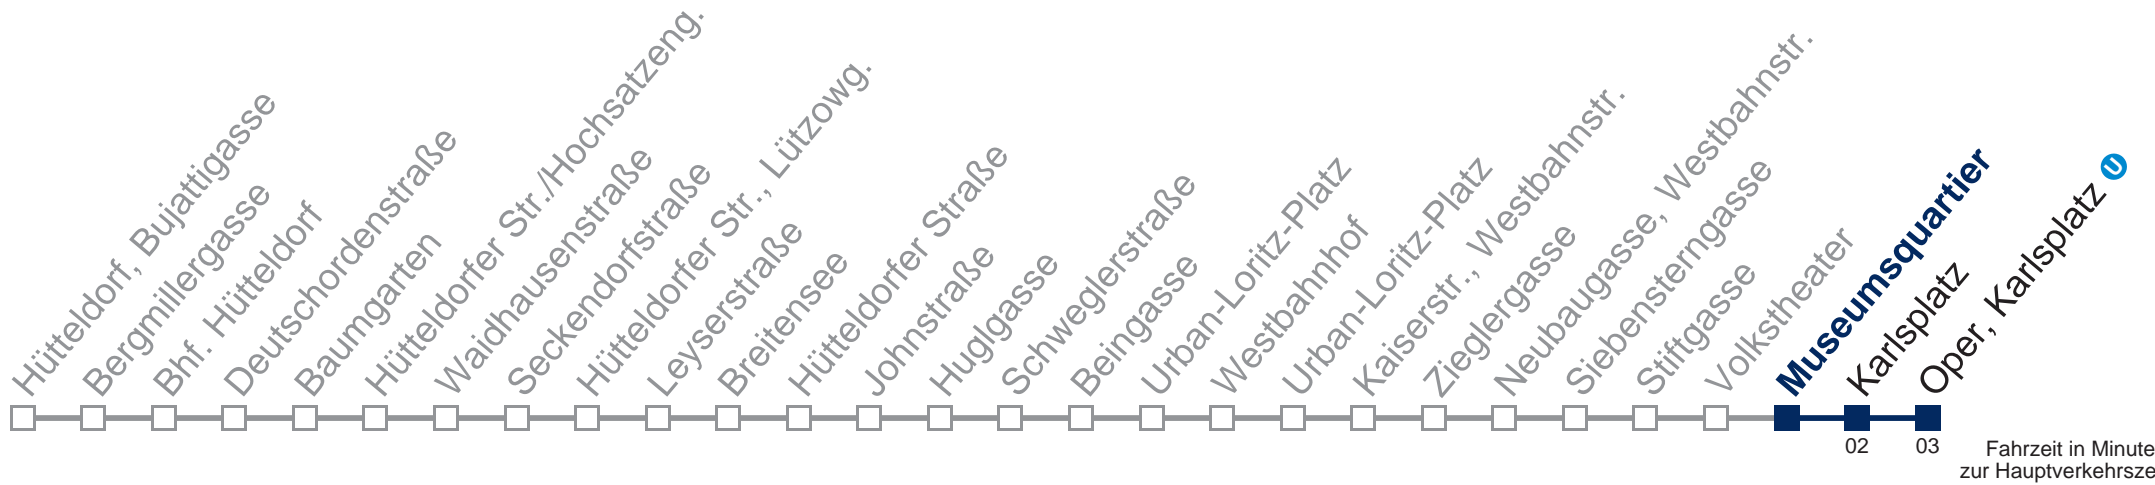 Hütteldorf, Bujattigasse
Bergmillergasse
Bhf. Hütteldorf
Deutschordenstraße
Baumgarten
Hütteldorfer Str./Hochsatzeng.
Waidhausenstraße
Seckendorfstraße
Hütteldorfer Str., Lützowg.
Leyserstraße
Breitensee
Hütteldorfer Straße
Johnstraße
Huglgasse
Schweglerstraße
Beingasse
Urban-Loritz-Platz
Westbahnhof
Urban-Loritz-Platz
Kaiserstr., Westbahnstr.
Zieglergasse
Neubaugasse, Westbahnstr.
Siebensterngasse
Stiftgasse
Volkstheater
Museumsquartier
Karlsplatz
Oper, Karlsplatz U
02 03
Fahrzeit in Minute
zur Hauptverkehrsze